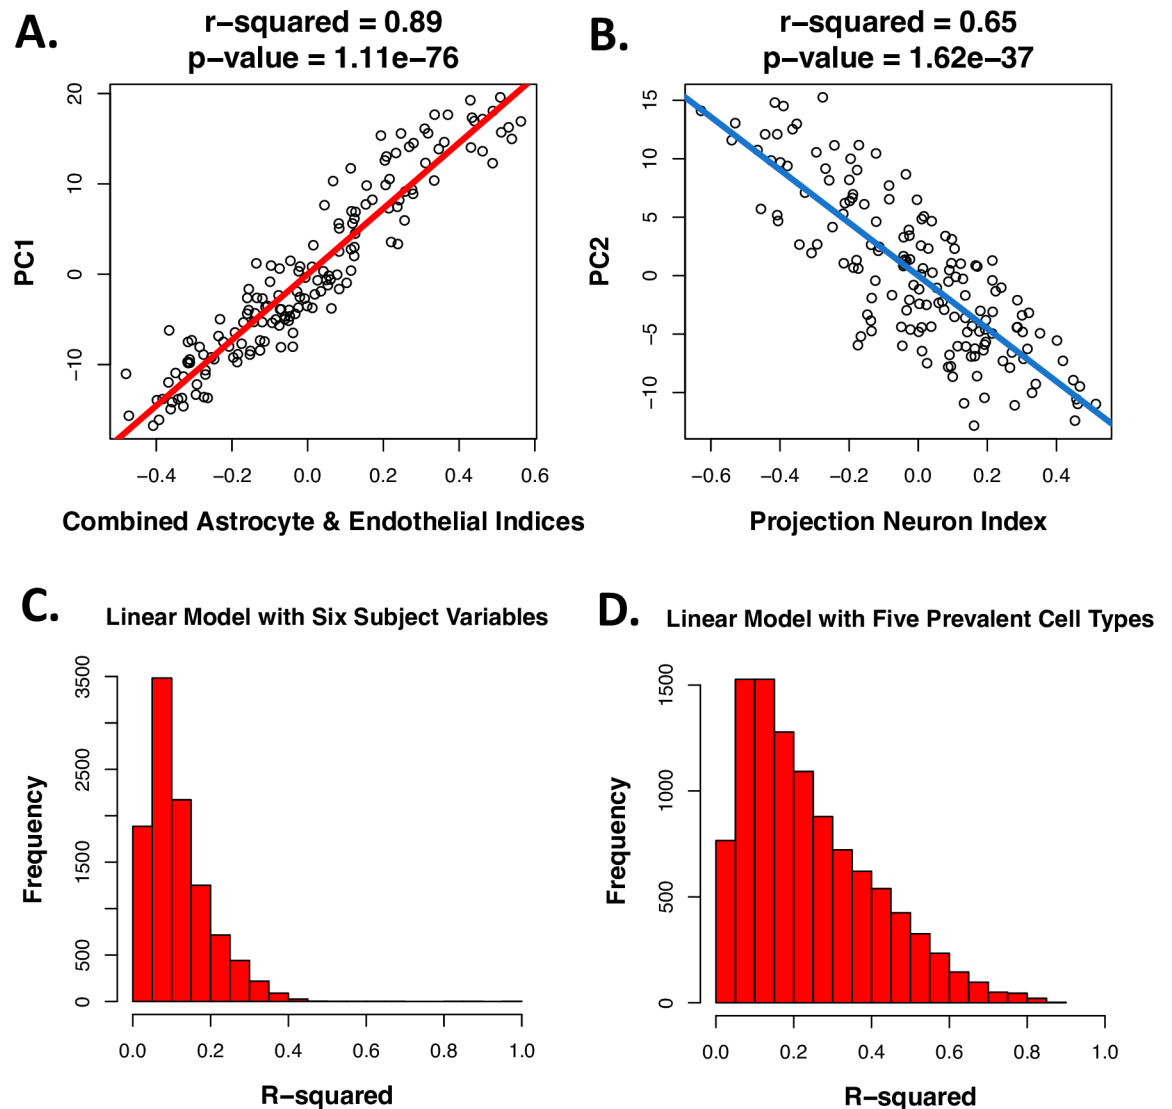 A.
r−squared = 0.89
p−value = 1.11e−76
PC1
20
10
0
−10
−0.4 −0.2 0.0 0.2 0.4 0.6
Combined Astrocyte & Endothelial Indices
B.
r−squared = 0.65
p−value = 1.62e−37
PC2
15
10
5
0
−5
−10
−0.6 −0.4 −0.2 0.0 0.2 0.4
Projection Neuron Index
C.
Linear Model with Six Subject Variables
Frequency
3500
2500
1500
500
0
0.0 0.2 0.4 0.6 0.8 1.0
R−squared
D.
Linear Model with Five Prevalent Cell Types
Frequency
1500
1000
500
0
0.0 0.2 0.4 0.6 0.8 1.0
R−squared